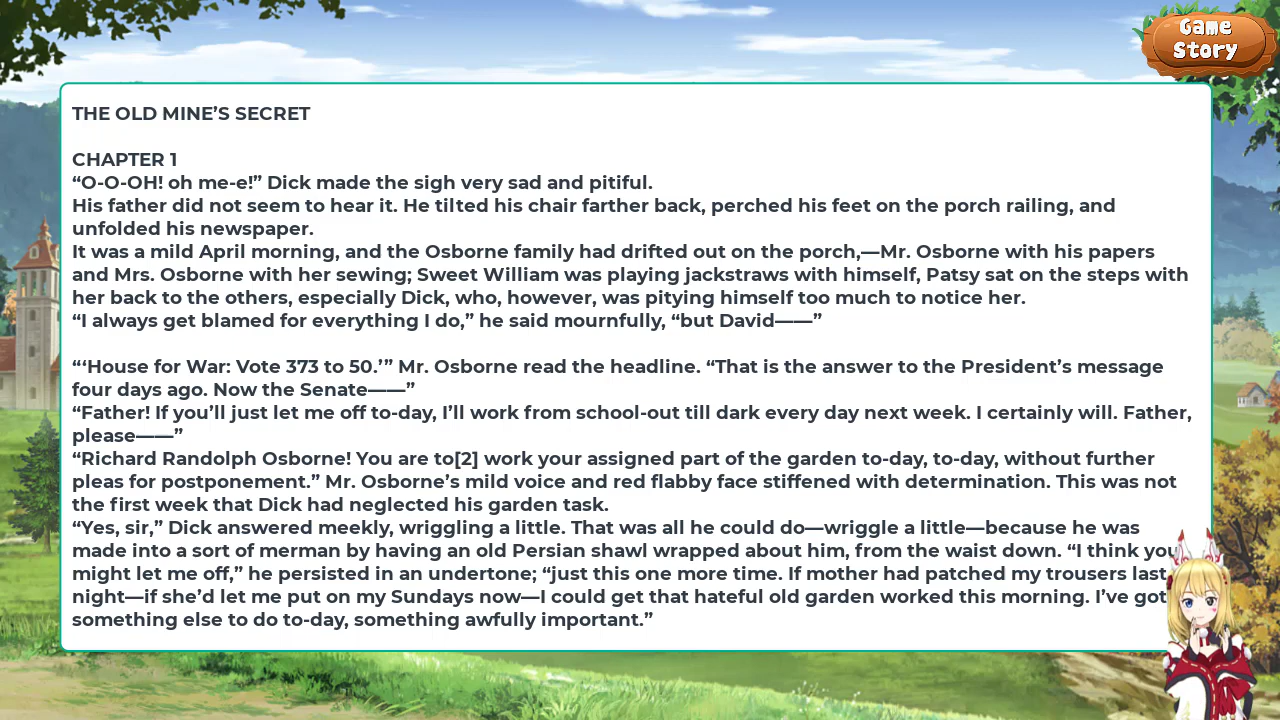 Game
Story
THE OLD MINE’S SECRET
CHAPTER 1
“O-O-OH! oh me-e!” Dick made the sigh very sad and pitiful.
His father did not seem to hear it. He tilted his chair farther back, perched his feet on the porch railing, and
unfolded his newspaper.
It was a mild April morning, and the Osborne family had drifted out on the porch,—Mr. Osborne with his papers
and Mrs. Osborne with her sewing; Sweet William was playing jackstraws with himself, Patsy sat on the steps with
her back to the others, especially Dick, who, however, was pitying himself too much to notice her.
“I always get blamed for everything I do,” he said mournfully, “but David——”
“‘House for War: Vote 373 to 50.’” Mr. Osborne read the headline. “That is the answer to the President’s message
four days ago. Now the Senate——”
“Father! If you’ll just let me off to-day, I’ll work from school-out till dark every day next week. I certainly will. Father,
please——”
“Richard Randolph Osborne! You are to[2] work your assigned part of the garden to-day, to-day, without further
pleas for postponement.” Mr. Osborne’s mild voice and red flabby face stiffened with determination. This was not
the first week that Dick had neglected his garden task.
“Yes, sir,” Dick answered meekly, wriggling a little. That was all he could do—wriggle a little—because he was
made into a sort of merman by having an old Persian shawl wrapped about him, from the waist down. “I think you
might let me off,” he persisted in an undertone; “just this one more time. If mother had patched my trousers last
night—if she’d let me put on my Sundays now—I could get that hateful old garden worked this morning. I’ve got
something else to do to-day, something awfully important.”